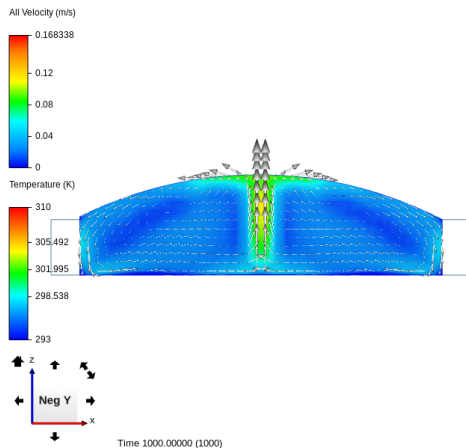 All Velocity (m/s)
0.168338
0.12
0.08
0.04
0
Temperature (K)
310
305.492
301.995
298.538
293
z
Neg Y
x
Time 1000.00000 (1000)